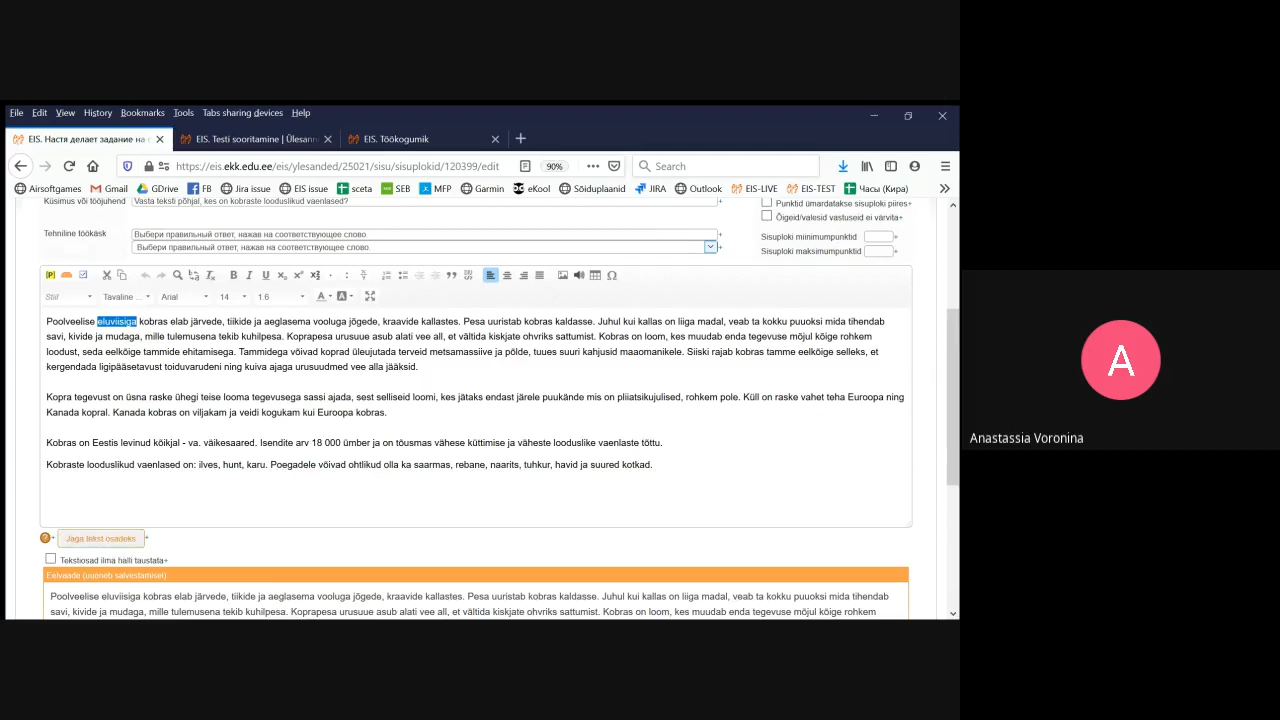 File Edit View History Bookmarks Tools Tabs sharing devices Help
EIS. Настя делает задание на с EIS. Testi sooritamine | Ülesann EIS. Töökogumik
https://eis.ekk.edu.ee/eis/ylesanded/25021/sisu/sisuplokid/120399/edit 90% Search
Airsoftgames Gmail GDrive FB Jira issue EIS issue sceta SEB MFP Garmin eKool Sõiduplaanid JIRA Outlook EIS-LIVE EIS-TEST Часы (Кира)
Küsimus või tööjuhend Vasta teksti põhjal, kes on kobraste looduslikud vaenlased? + Punktid ümardatakse sisuploki piires+
Õigeid/valesid vastuseid ei värvita+
Tehniline töökäsk Выбери правильный ответ, нажав на соответствующее слово + Sisuploki miinimumpunktid +
Выбери правильный ответ, нажав на соответствующее слово + Sisuploki maksimumpunktid +
Stiil Tavaline ... Arial 14 1.6
Poolveelise eluviisiga kobras elab järvede, tiikide ja aeglasema vooluga jõgede, kraavide kallastes. Pesa uuristab kobras kaldasse. Juhul kui kallas on liiga madal, veab ta kokku puuoksi mida tihendab
savi, kivide ja mudaga, mille tulemusena tekib kuhilpesa. Koprapesa urusuue asub alati vee all, et vältida kiskjate ohvriks sattumist. Kobras on loom, kes muudab enda tegevuse mõjul kõige rohkem
loodust, seda eelkõige tammide ehitamisega. Tammidega võivad koprad üleujutada terveid metsamassiive ja põlde, tuues suuri kahjusid maaomanikele. Siiski rajab kobras tamme eelkõige selleks, et
kergendada ligipääsetavust toiduvarudeni ning kuiva ajaga urusuudmed vee alla jääksid.
Kopra tegevust on üsna raske ühegi teise looma tegevusega sassi ajada, sest selliseid loomi, kes jätaks endast järele puukände mis on pliiatsikujulised, rohkem pole. Küll on raske vahet teha Euroopa ning
Kanada kopral. Kanada kobras on viljakam ja veidi kogukam kui Euroopa kobras.
Kobras on Eestis levinud kõikjal - va. väikesaared. Isendite arv 18 000 ümber ja on tõusmas vähese küttimise ja väheste looduslike vaenlaste tõttu.
Kobraste looduslikud vaenlased on: ilves, hunt, karu. Poegadele võivad ohtlikud olla ka saarmas, rebane, naarits, tuhkur, havid ja suured kotkad.
Jaga tekst osadeks +
Tekstiosad ilma halli taustata+
Eelvaade (uueneb salvestamisel)
Poolveelise eluviisiga kobras elab järvede, tiikide ja aeglasema vooluga jõgede, kraavide kallastes. Pesa uuristab kobras kaldasse. Juhul kui kallas on liiga madal, veab ta kokku puuoksi mida tihendab
savi, kivide ja mudaga, mille tulemusena tekib kuhilpesa. Koprapesa urusuue asub alati vee all, et vältida kiskjate ohvriks sattumist. Kobras on loom, kes muudab enda tegevuse mõjul kõige rohkem
A
Anastassia Voronina